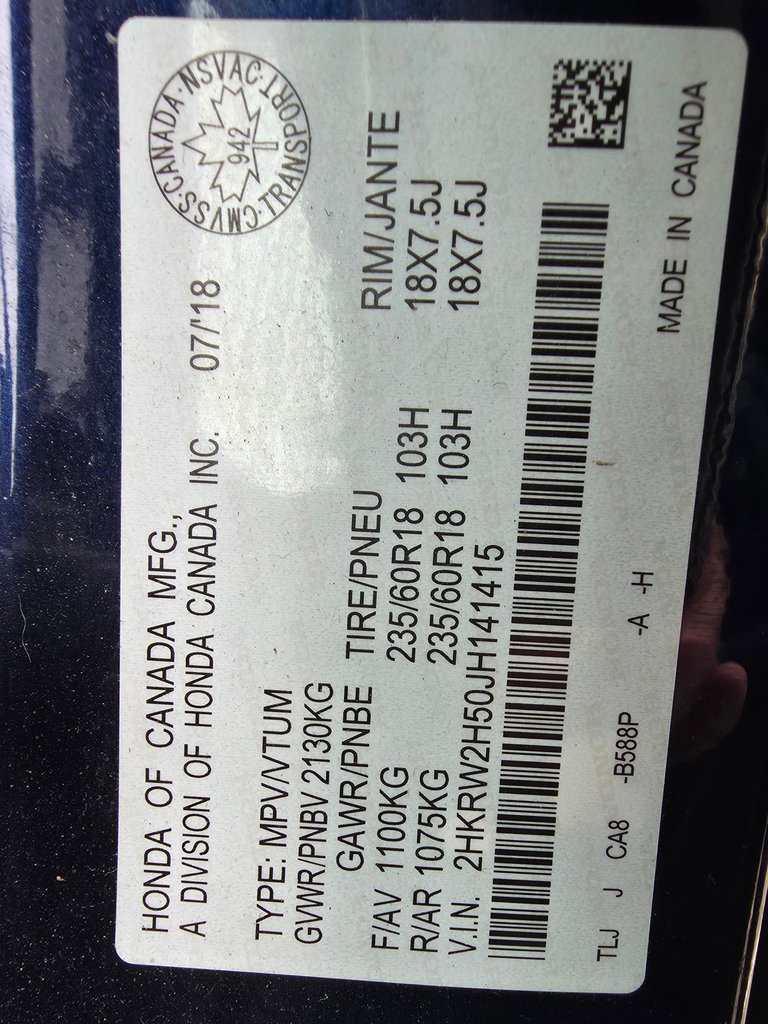 HONDA OF CANADA MFG.,
A DIVISION OF HONDA CANADA INC. 07/'18
CMVSS·CANADA·NSVAC·TRANSPORT·
942
TYPE: MPV/VTUM
GVWR/PNBV 2130KG
GAWR/PNBE TIRE/PNEU RIM/JANTE
F/AV 1100KG 235/60R18 103H 18X7.5J
R/AR 1075KG 235/60R18 103H 18X7.5J
V.I.N. 2HKRW2H50JH141415
TLJ J CA8 -B588P -A -H
MADE IN CANADA